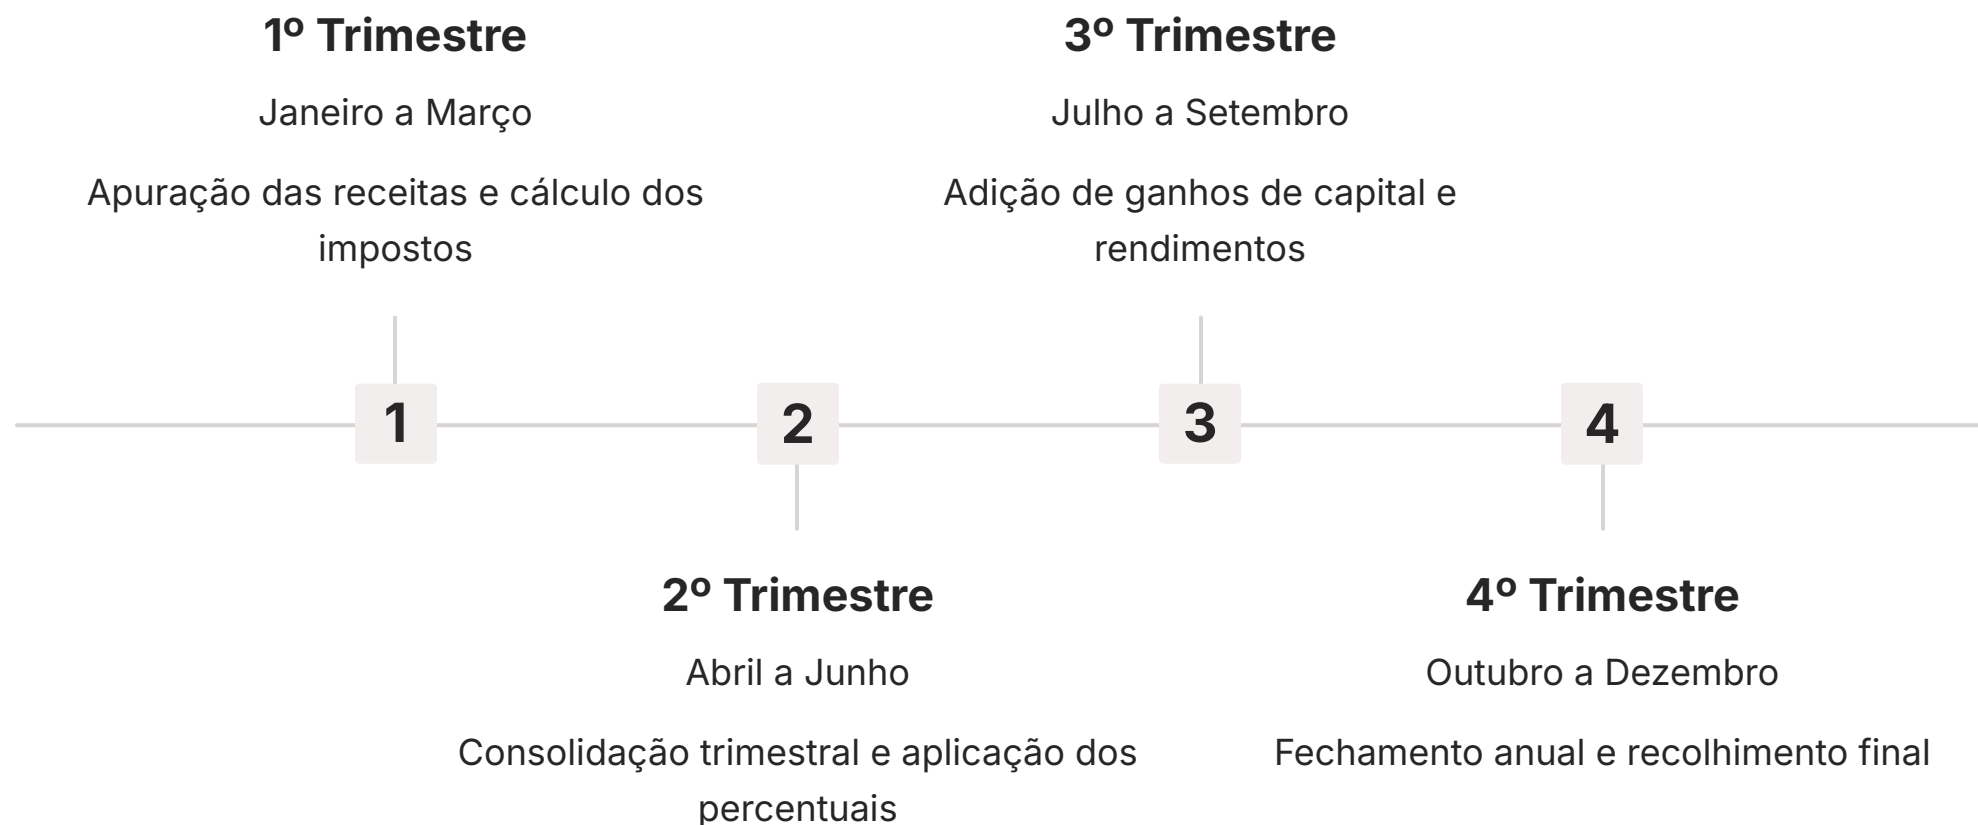 1º Trimestre
Janeiro a Março
Apuração das receitas e cálculo dos
impostos
3º Trimestre
Julho a Setembro
Adição de ganhos de capital e
rendimentos
1
2
3
4
2º Trimestre
Abril a Junho
Consolidação trimestral e aplicação dos
percentuais
4º Trimestre
Outubro a Dezembro
Fechamento anual e recolhimento final